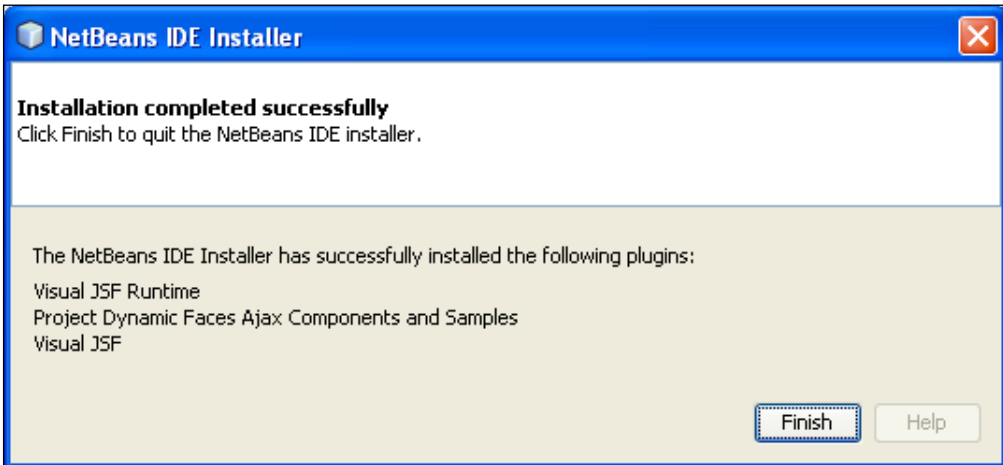 NetBeans IDE Installer
Installation completed successfully
Click Finish to quit the NetBeans IDE installer.
The NetBeans IDE Installer has successfully installed the following plugins:
Visual JSF Runtime
Project Dynamic Faces Ajax Components and Samples
Visual JSF
Finish Help